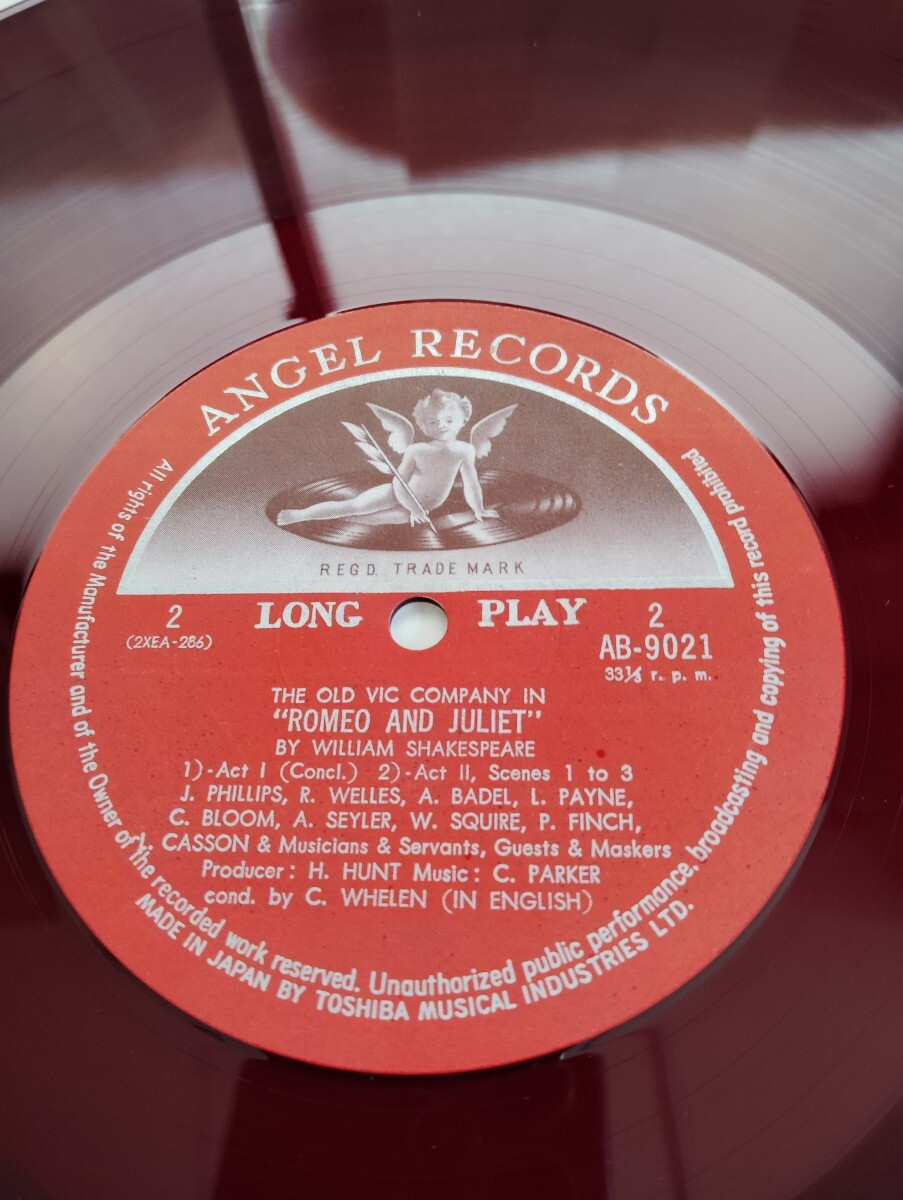 ANGEL RECORDS
REGD. TRADE MARK
2 LONG PLAY 2
(2XEA-286) AB-9021
33⅓ r. p. m.
THE OLD VIC COMPANY IN
"ROMEO AND JULIET"
BY WILLIAM SHAKESPEARE
1)-Act I (Concl.) 2)-Act II, Scenes 1 to 3
J. PHILLIPS, R. WELLES, A. BADEL, L. PAYNE,
C. BLOOM, A. SEYLER, W. SQUIRE, P. FINCH,
CASSON & Musicians & Servants, Guests & Maskers
Producer: H. HUNT Music: C. PARKER
cond. by C. WHELEN (IN ENGLISH)
All rights of the Manufacturer and of the Owner of the recorded work reserved. Unauthorized public performance. broadcasting and copying of this record prohibited
MADE IN JAPAN BY TOSHIBA MUSICAL INDUSTRIES LTD.